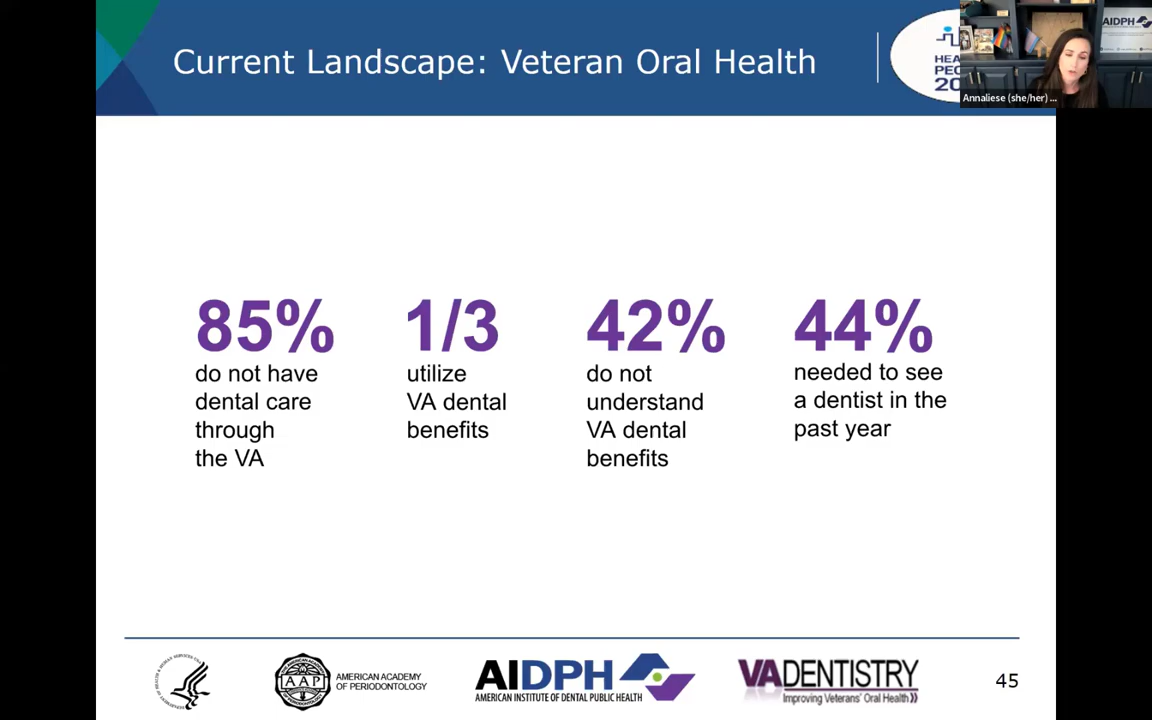 Current Landscape: Veteran Oral Health
AIDPH
Annaliese (she/her) ...
85%
do not have
dental care
through
the VA
1/3
utilize
VA dental
benefits
42%
do not
understand
VA dental
benefits
44%
needed to see
a dentist in the
past year
AAP
AMERICAN ACADEMY
OF PERIODONTOLOGY
AIDPH
AMERICAN INSTITUTE OF DENTAL PUBLIC HEALTH
VADENTISTRY
Improving Veterans' Oral Health
45